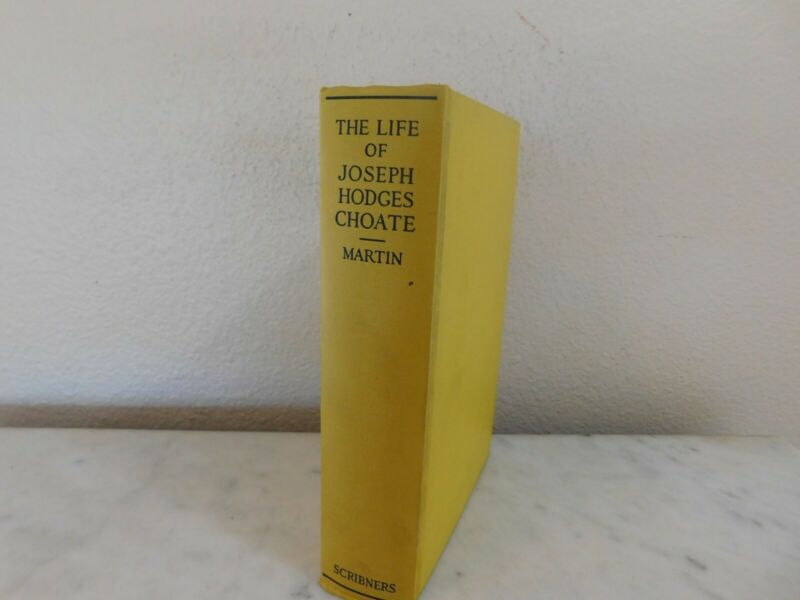 THE LIFE
OF
JOSEPH
HODGES
CHOATE
MARTIN
SCRIBNERS